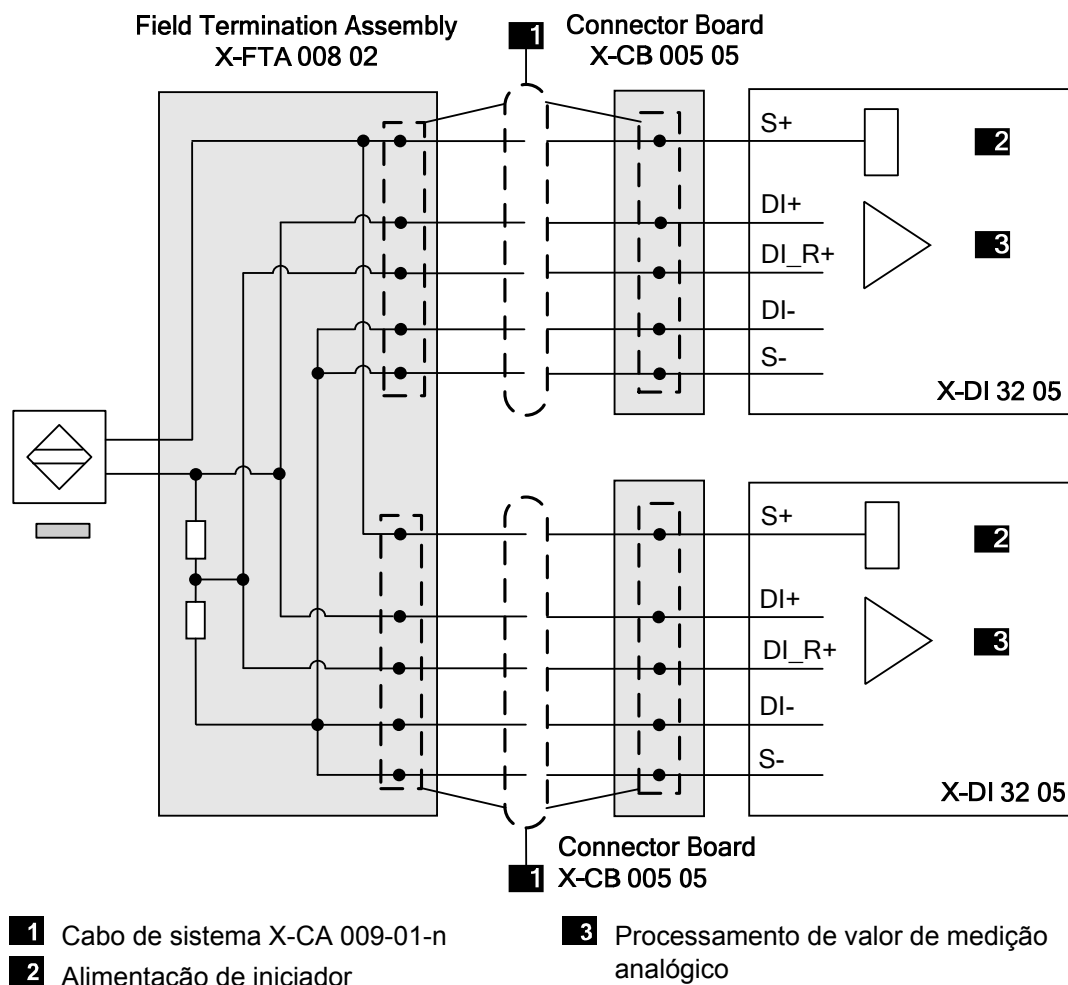 Field Termination Assembly
X-FTA 008 02
1
Connector Board
X-CB 005 05
S+
2
DI+
3
DI_R+
DI-
S-
X-DI 32 05
S+
2
DI+
3
DI_R+
DI-
S-
X-DI 32 05
Connector Board
1 X-CB 005 05
1 Cabo de sistema X-CA 009-01-n
2 Alimentação de iniciador
3 Processamento de valor de medição
analógico